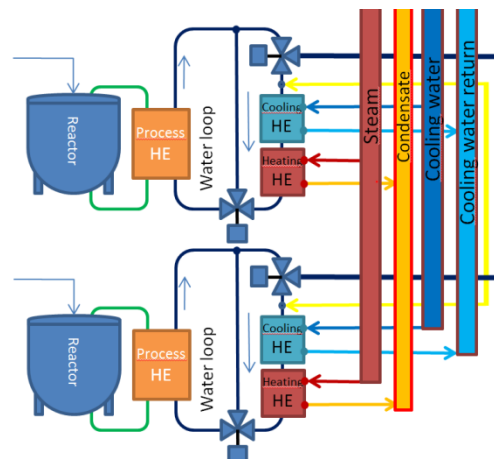 Reactor
Process
HE
Water loop
Cooling
HE
Heating
HE
Steam
Condensate
Cooling water
Cooling water return
Reactor
Process
HE
Water loop
Cooling
HE
Heating
HE